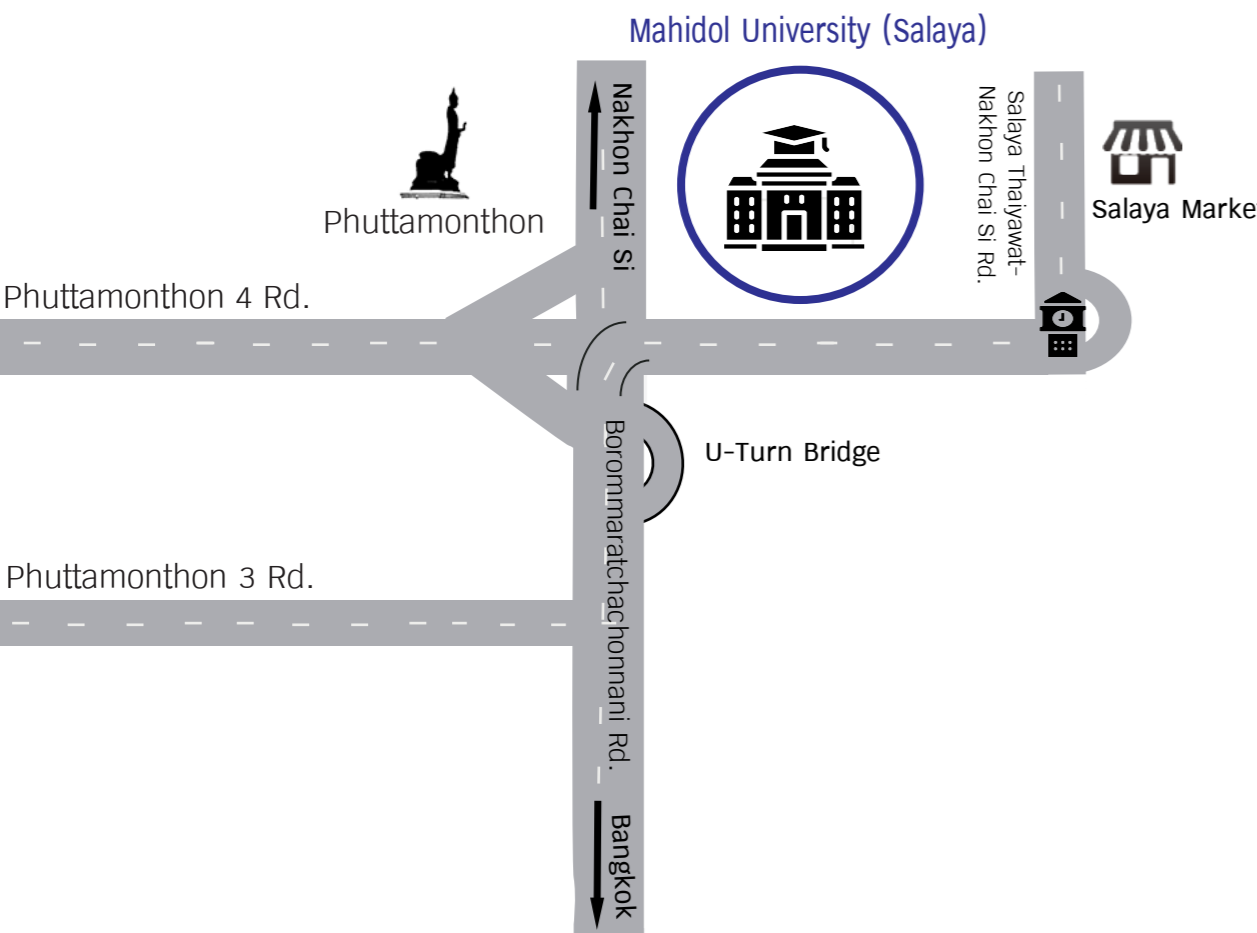 Mahidol University (Salaya)
Nakhon Chai Si
Salaya Thaiyawat-
Nakhon Chai Si Rd.
Phuttamonthon
Salaya Marke
Phuttamonthon 4 Rd.
U-Turn Bridge
Borommaratchachonnani Rd.
Phuttamonthon 3 Rd.
Bangkok